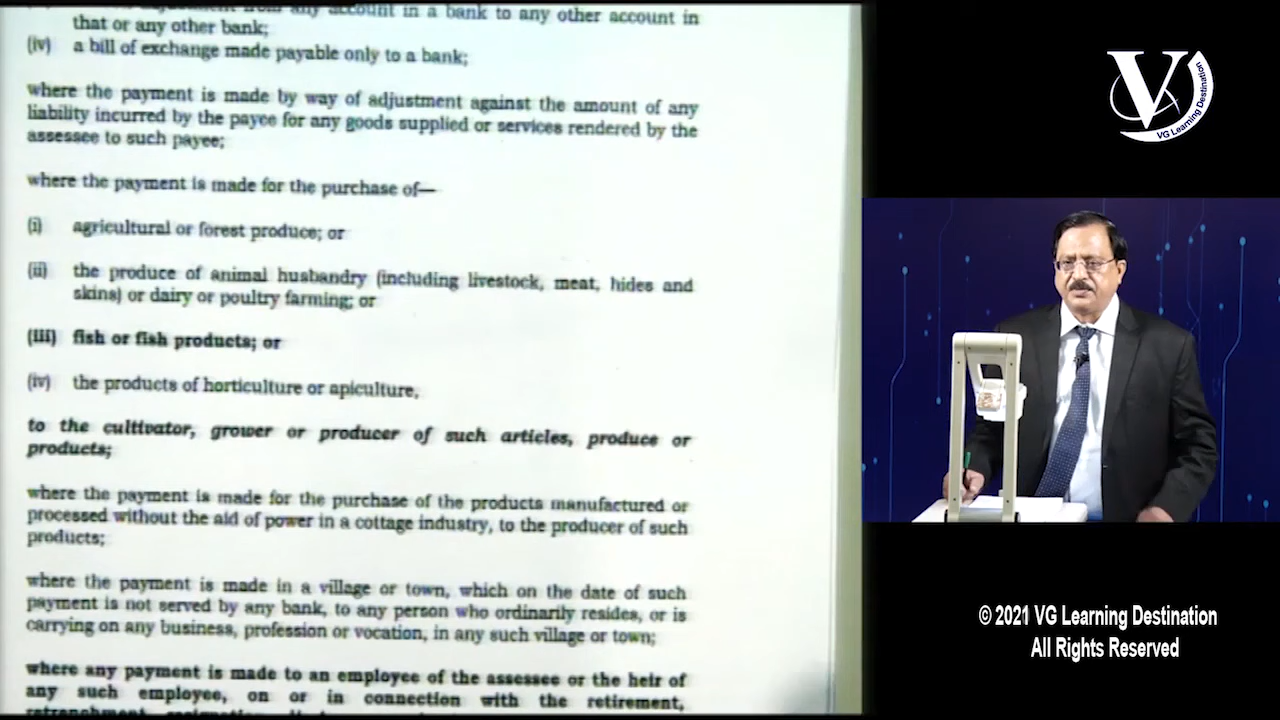 from any account in a bank to any other account in
that or any other bank;
(iv) a bill of exchange made payable only to a bank;
where the payment is made by way of adjustment against the amount of any
liability incurred by the payee for any goods supplied or services rendered by the
assessee to such payee;
where the payment is made for the purchase of—
(i) agricultural or forest produce; or
(ii) the produce of animal husbandry (including livestock, meat, hides and
skins) or dairy or poultry farming; or
(iii) fish or fish products; or
(iv) the products of horticulture or apiculture,
to the cultivator, grower or producer of such articles, produce or
products;
where the payment is made for the purchase of the products manufactured or
processed without the aid of power in a cottage industry, to the producer of such
products;
where the payment is made in a village or town, which on the date of such
payment is not served by any bank, to any person who ordinarily resides, or is
carrying on any business, profession or vocation, in any such village or town;
where any payment is made to an employee of the assessee or the heir of
any such employee, on or in connection with the retirement,
V
VG Learning Destination
© 2021 VG Learning Destination
All Rights Reserved